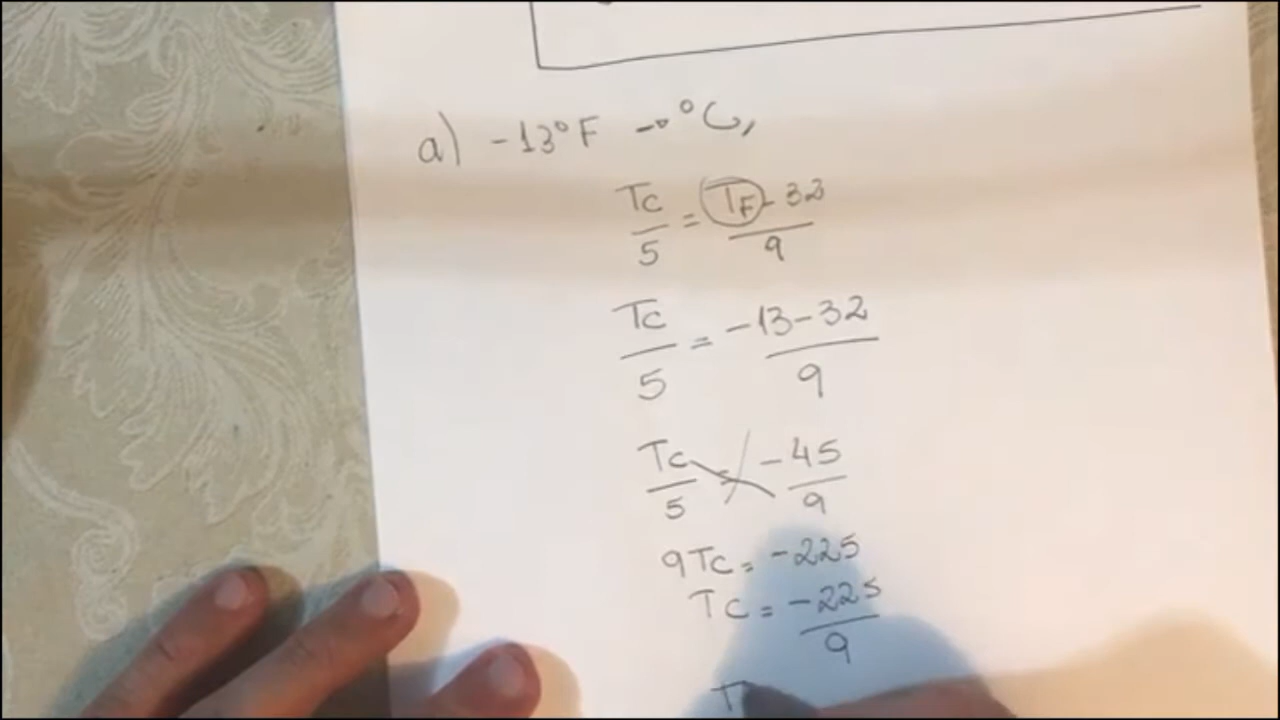 a) -13°F → °C,
Tc/5 = TF - 32/9
Tc/5 = -13-32/9
Tc/5 = -45/9
9Tc = -225
Tc = -225/9
T